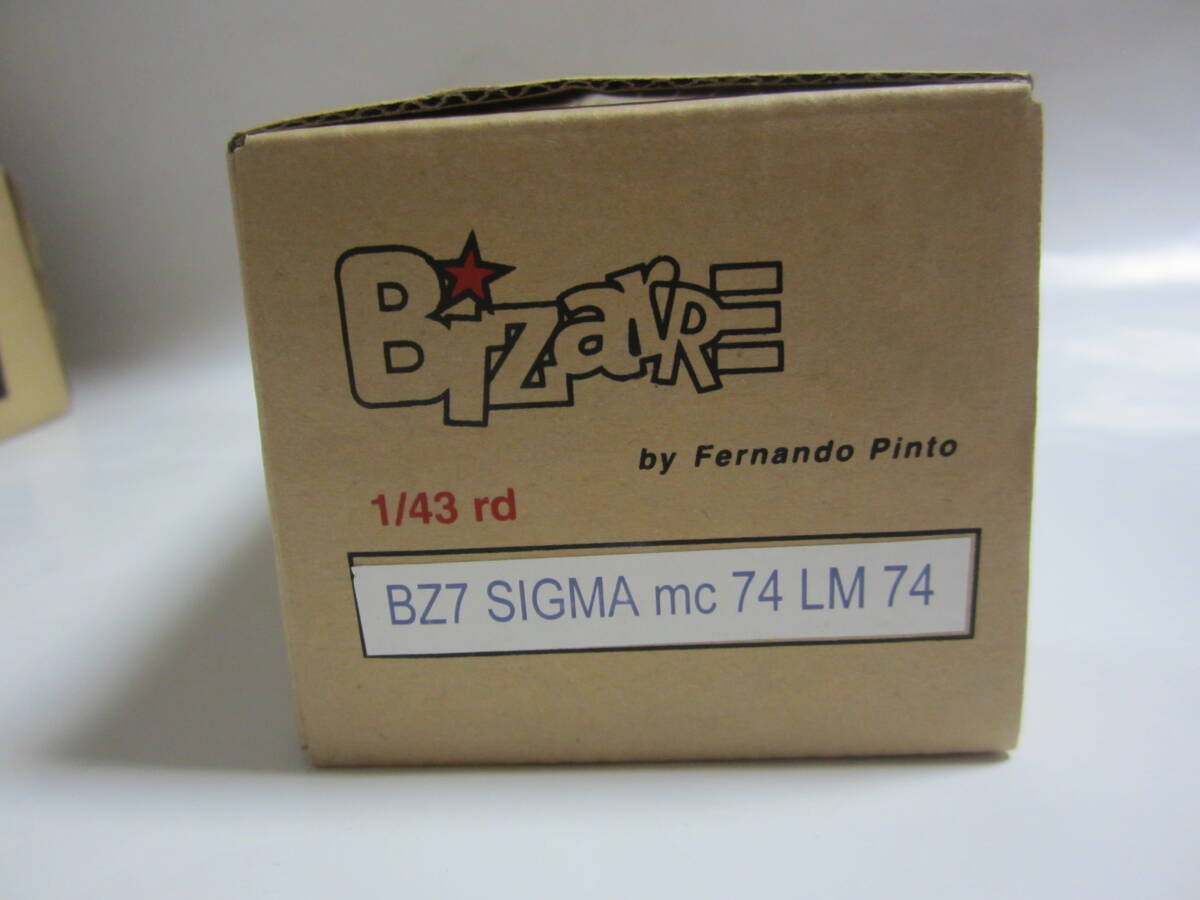 BizarRE
by Fernando Pinto
1/43 rd
BZ7 SIGMA mc 74 LM 74